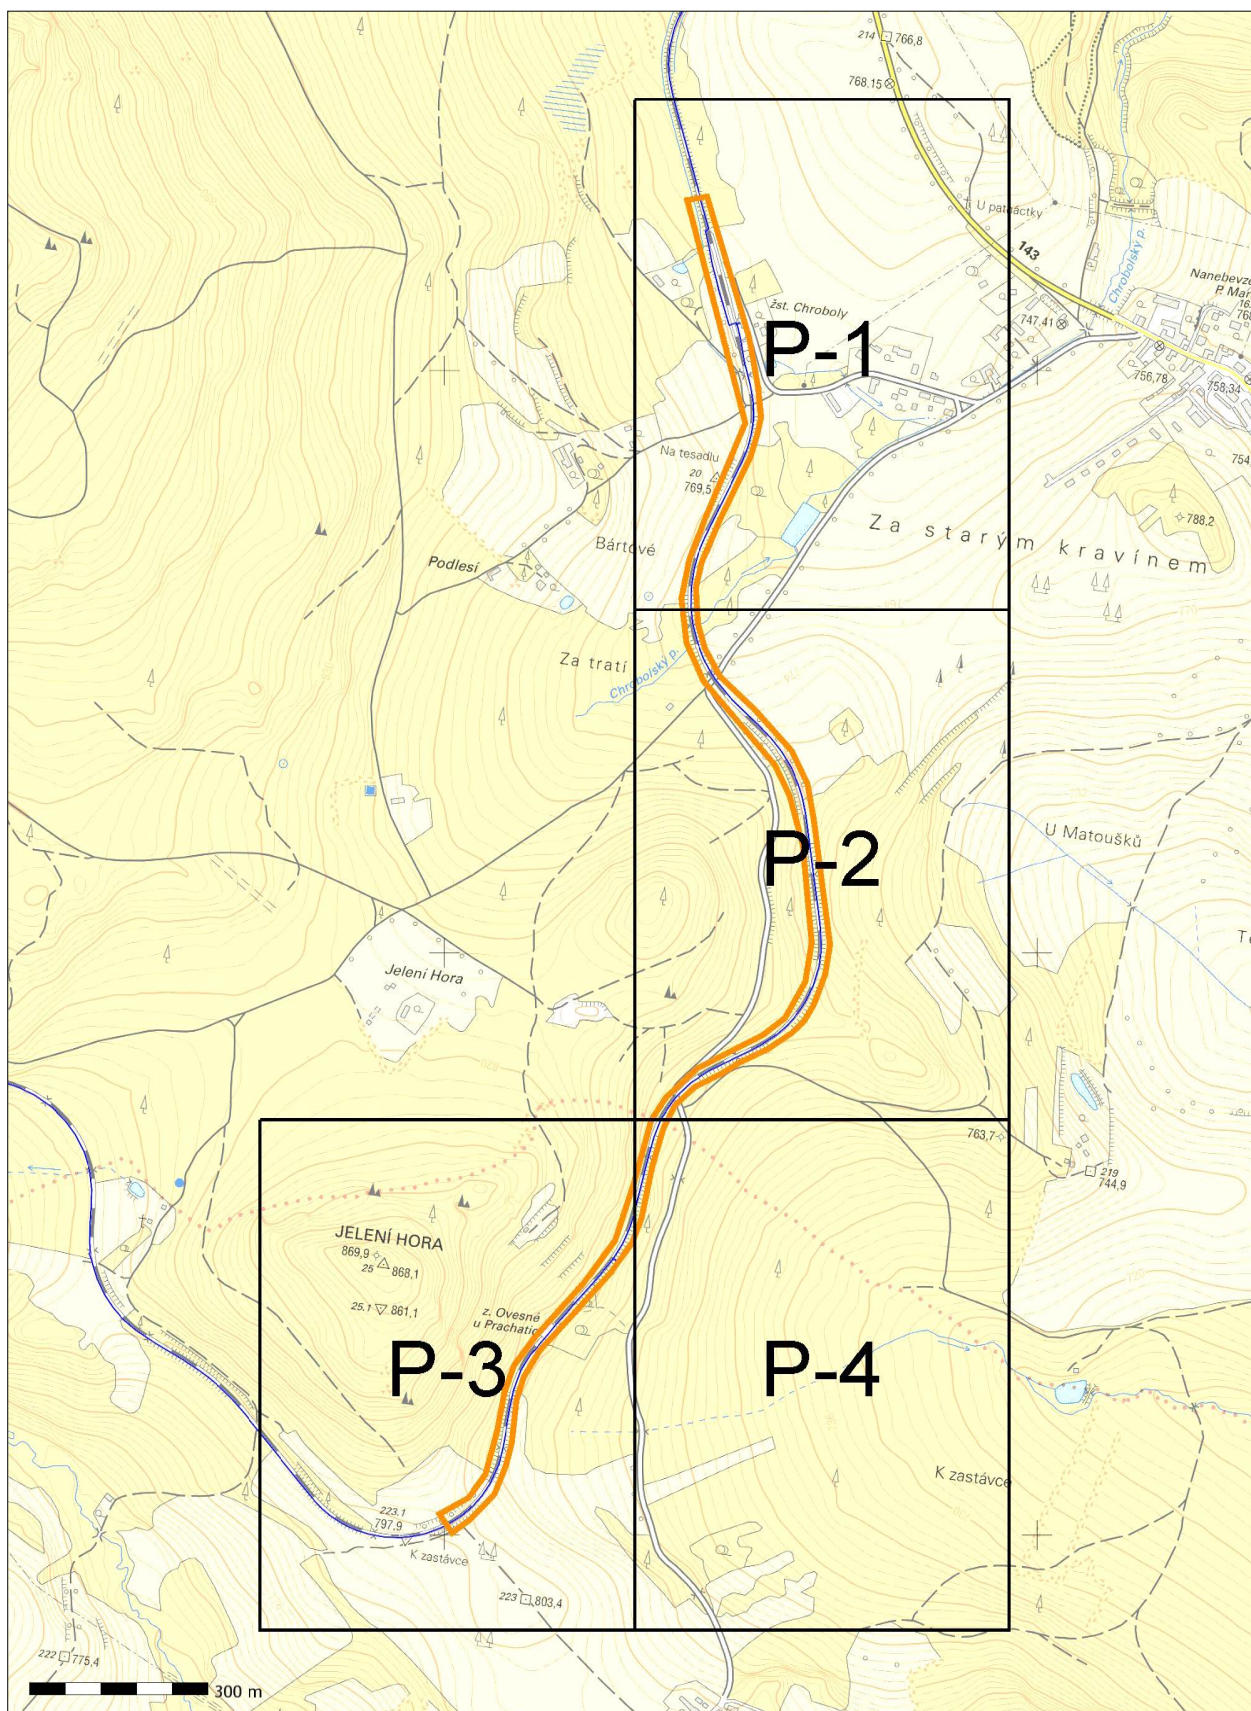 214 766,8
768.15
U patnáctky
143
Chrobolský p.
Nanebevz
P. Mar
žst. Chroboly
747,41
P-1
756,78
758,34
Na tesadlu
20
769,5
754,
Za starým kravínem
788,2
Bártové
Podlesí
Za tratí
Chrobolský p.
U Matoušků
P-2
Jelení Hora
763,7
219
744,9
JELENÍ HORA
869,9
25 868,1
25.1 861,1
z. Ovesné
u Prachatic
P-3
P-4
K zastávce
223.1
797,9
K zastávce
223 803,4
222 775,4
300 m